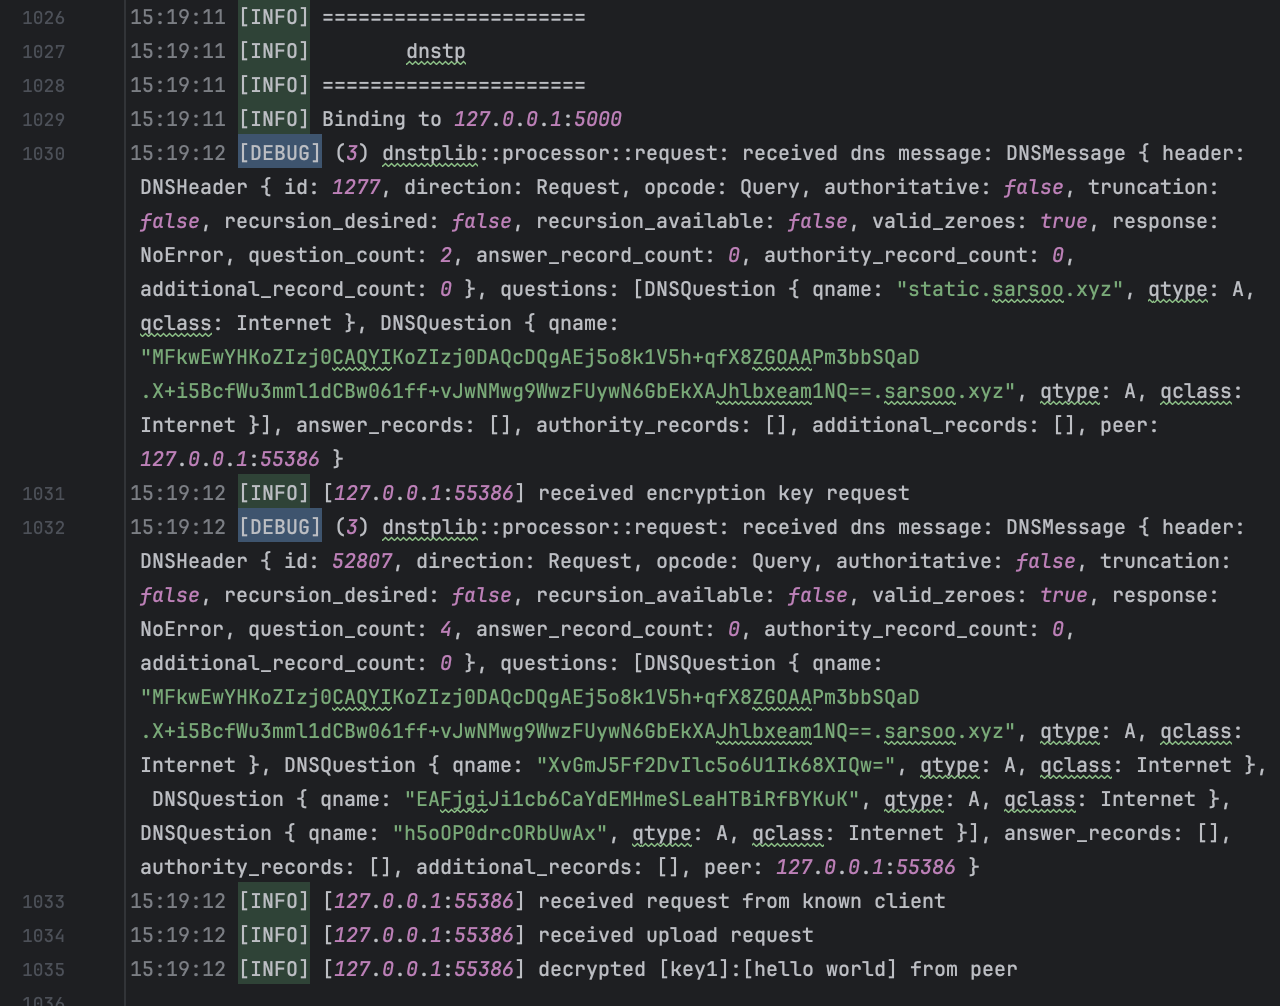 1026 15:19:11 [INFO] ======================
1027 15:19:11 [INFO]        dnstp
1028 15:19:11 [INFO] ======================
1029 15:19:11 [INFO] Binding to 127.0.0.1:5000
1030 15:19:12 [DEBUG] (3) dnstplib::processor::request: received dns message: DNSMessage { header:
DNSHeader { id: 1277, direction: Request, opcode: Query, authoritative: false, truncation:
false, recursion_desired: false, recursion_available: false, valid_zeroes: true, response:
NoError, question_count: 2, answer_record_count: 0, authority_record_count: 0,
additional_record_count: 0 }, questions: [DNSQuestion { qname: "static.sarsoo.xyz", qtype: A,
qclass: Internet }, DNSQuestion { qname:
"MFkwEwYHKoZIzj0CAQYIKoZIzj0DAQcDQgAEj5o8k1V5h+qfX8ZGOAAPm3bbSQaD
.X+i5BcfWu3mml1dCBw061ff+vJwNMwg9WwzFUywN6GbEkXAJhlbxeam1NQ==.sarsoo.xyz", qtype: A, qclass:
Internet }], answer_records: [], authority_records: [], additional_records: [], peer:
127.0.0.1:55386 }
1031 15:19:12 [INFO] [127.0.0.1:55386] received encryption key request
1032 15:19:12 [DEBUG] (3) dnstplib::processor::request: received dns message: DNSMessage { header:
DNSHeader { id: 52807, direction: Request, opcode: Query, authoritative: false, truncation:
false, recursion_desired: false, recursion_available: false, valid_zeroes: true, response:
NoError, question_count: 4, answer_record_count: 0, authority_record_count: 0,
additional_record_count: 0 }, questions: [DNSQuestion { qname:
"MFkwEwYHKoZIzj0CAQYIKoZIzj0DAQcDQgAEj5o8k1V5h+qfX8ZGOAAPm3bbSQaD
.X+i5BcfWu3mml1dCBw061ff+vJwNMwg9WwzFUywN6GbEkXAJhlbxeam1NQ==.sarsoo.xyz", qtype: A, qclass:
Internet }, DNSQuestion { qname: "XvGmJ5Ff2DvIlc5o6U1Ik68XIQw=", qtype: A, qclass: Internet },
DNSQuestion { qname: "EAFjgiJi1cb6CaYdEMHmeSLeaHTBiRfBYKuK", qtype: A, qclass: Internet },
DNSQuestion { qname: "h5oOP0drcORbUwAx", qtype: A, qclass: Internet }], answer_records: [],
authority_records: [], additional_records: [], peer: 127.0.0.1:55386 }
1033 15:19:12 [INFO] [127.0.0.1:55386] received request from known client
1034 15:19:12 [INFO] [127.0.0.1:55386] received upload request
1035 15:19:12 [INFO] [127.0.0.1:55386] decrypted [key1]:[hello world] from peer
1036